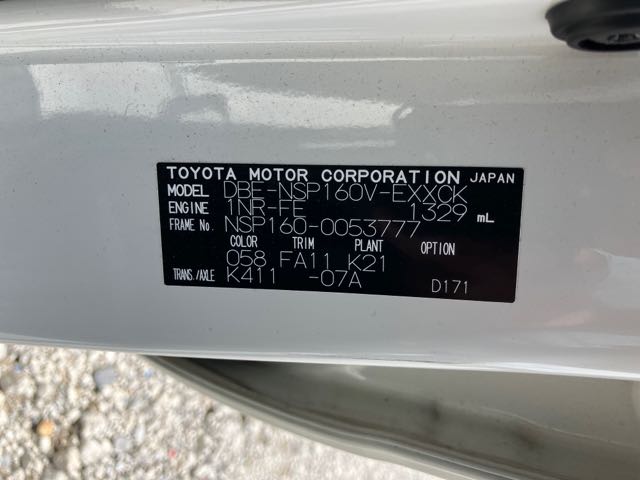 TOYOTA MOTOR CORPORATION JAPAN
MODEL DBE-NSP160V-EXXCK
ENGINE 1NR-FE 1329 mL
FRAME No. NSP160-0053777
COLOR TRIM PLANT OPTION
058 FA11 K21
TRANS./AXLE K411 -07A D171